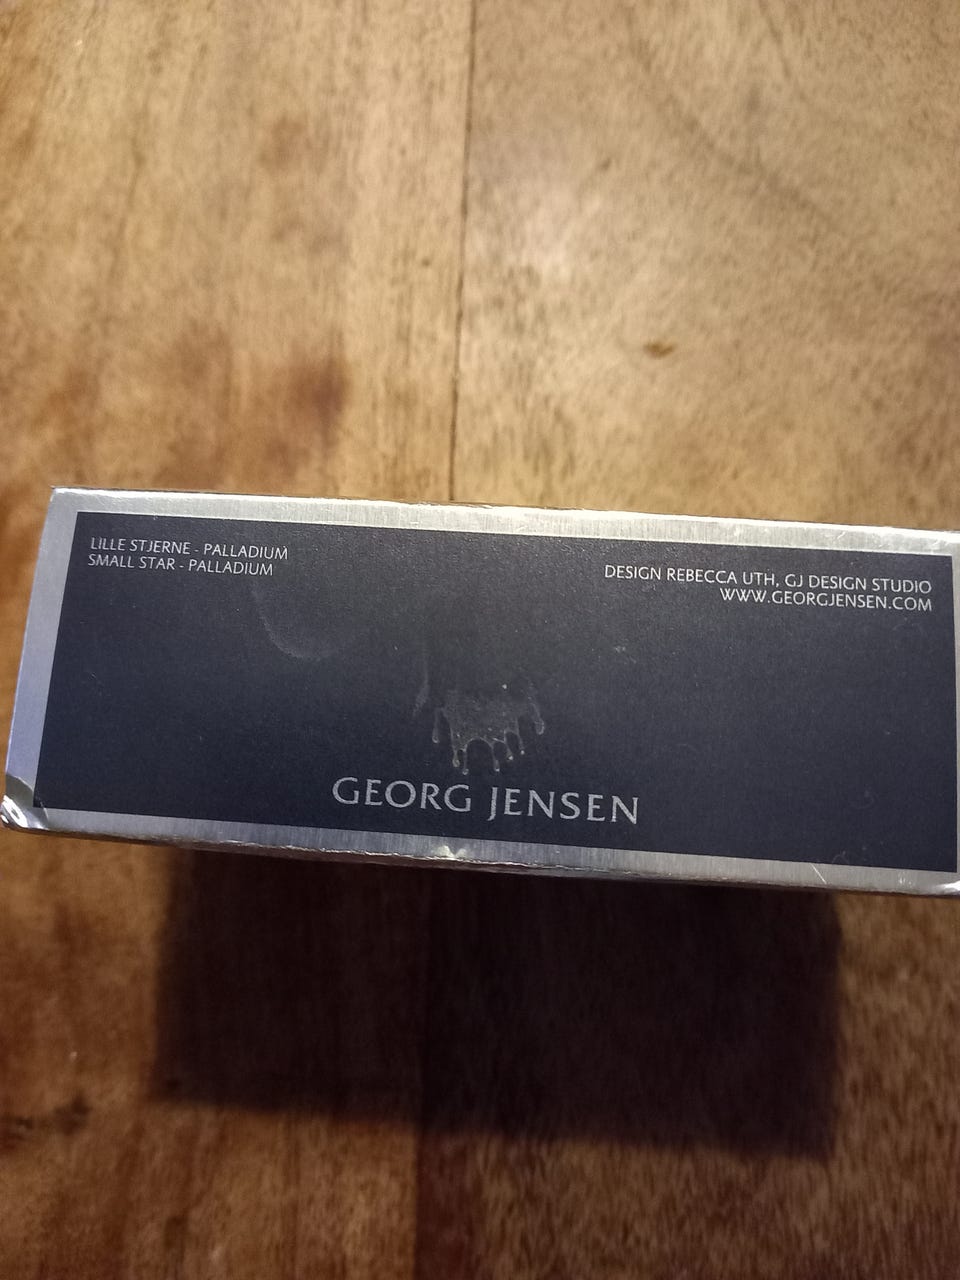 LILLE STJERNE - PALLADIUM
SMALL STAR - PALLADIUM
DESIGN REBECCA UTH, GJ DESIGN STUDIO
WWW.GEORGJENSEN.COM
GEORG JENSEN